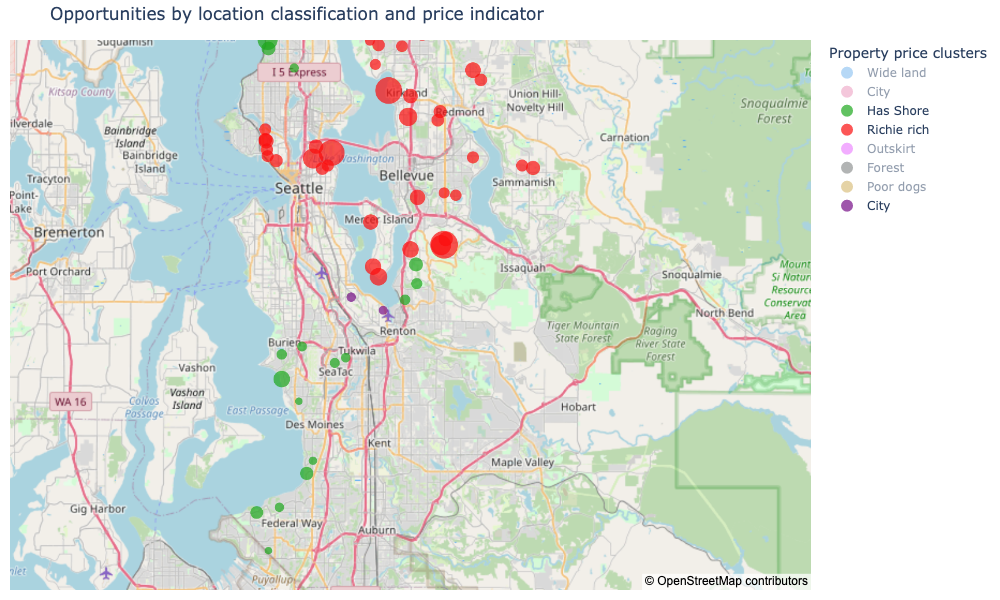 Opportunities by location classification and price indicator
Suquamish
I 5 Express
Kitsap County
Kirkland
Union Hill-
Novelty Hill
Redmond
Snoqualmie
Forest
Bainbridge
Island
Bainbridge
Island
Carnation
Washington
Tracyton
Bellevue
Sammamish
Seattle
Point-
Lake
Mercer Island
Bremerton
Port Orchard
Issaquah
Snoqualmie
Mount
Si Natur
Resource
Conservat
Area
North Bend
Tiger Mountain
State Forest
Raging
River State
Forest
Renton
Burien
Tukwila
SeaTac
Vashon
Vashon
Island
WA 16
Colvos
Passage
East Passage
Hobart
Des Moines
Kent
Maple Valley
Gig Harbor
Federal Way
Auburn
Puyallup
© OpenStreetMap contributors
Property price clusters
Wide land
City
Has Shore
Richie rich
Outskirt
Forest
Poor dogs
City